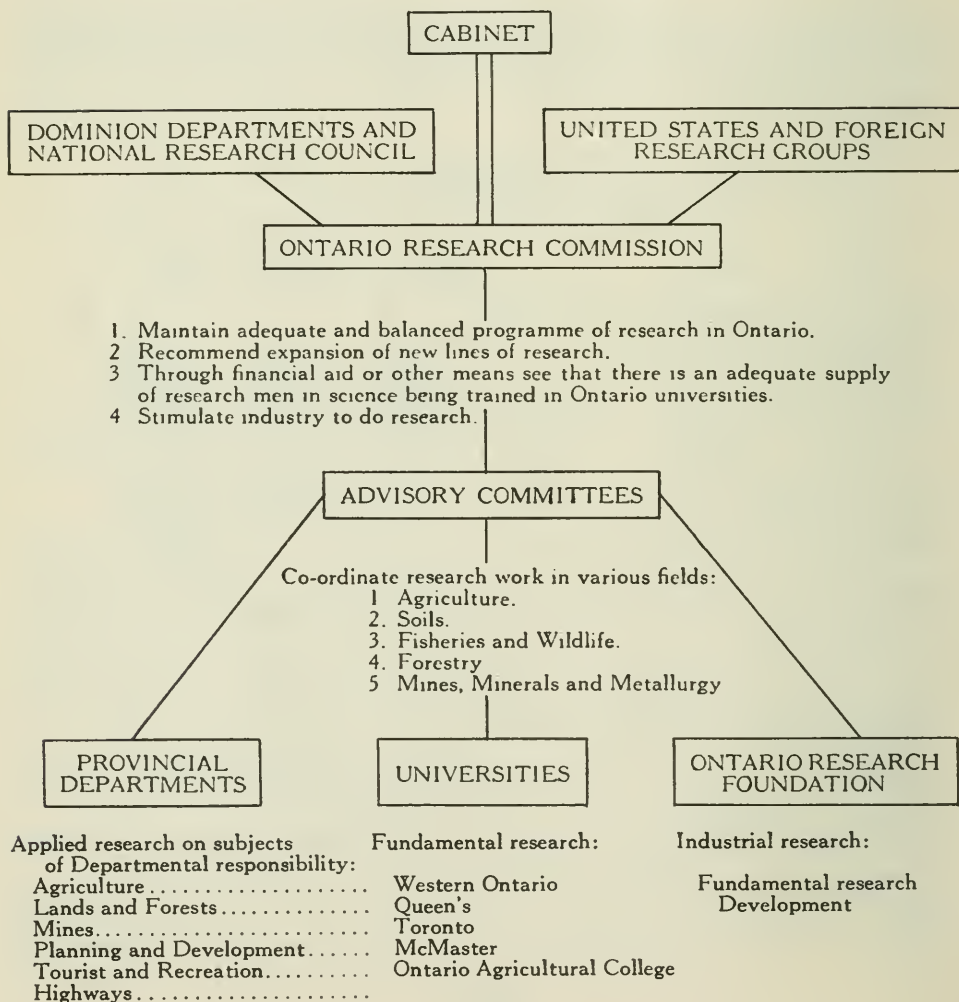 CABINET
DOMINION DEPARTMENTS AND
NATIONAL RESEARCH COUNCIL
UNITED STATES AND FOREIGN
RESEARCH GROUPS
ONTARIO RESEARCH COMMISSION
1. Maintain adequate and balanced programme of research in Ontario.
2 Recommend expansion of new lines of research.
3 Through financial aid or other means see that there is an adequate supply
of research men in science being trained in Ontario universities.
4 Stimulate industry to do research.
ADVISORY COMMITTEES
Co-ordinate research work in various fields:
1 Agriculture.
2. Soils.
3. Fisheries and Wildlife.
4. Forestry
5 Mines, Minerals and Metallurgy
PROVINCIAL
DEPARTMENTS
UNIVERSITIES
ONTARIO RESEARCH
FOUNDATION
Applied research on subjects
of Departmental responsibility:
Agriculture....................
Lands and Forests..............
Mines.........................
Planning and Development......
Tourist and Recreation..........
Highways.....................
Fundamental research:
Western Ontario
Queen's
Toronto
McMaster
Ontario Agricultural College
Industrial research:
Fundamental research
Development